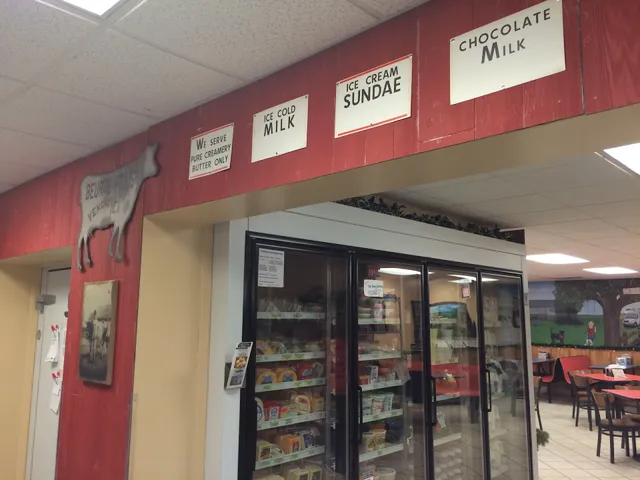 WE SERVE
PURE CREAMERY
BUTTER ONLY
ICE COLD
MILK
ICE CREAM
SUNDAE
CHOCOLATE
MILK